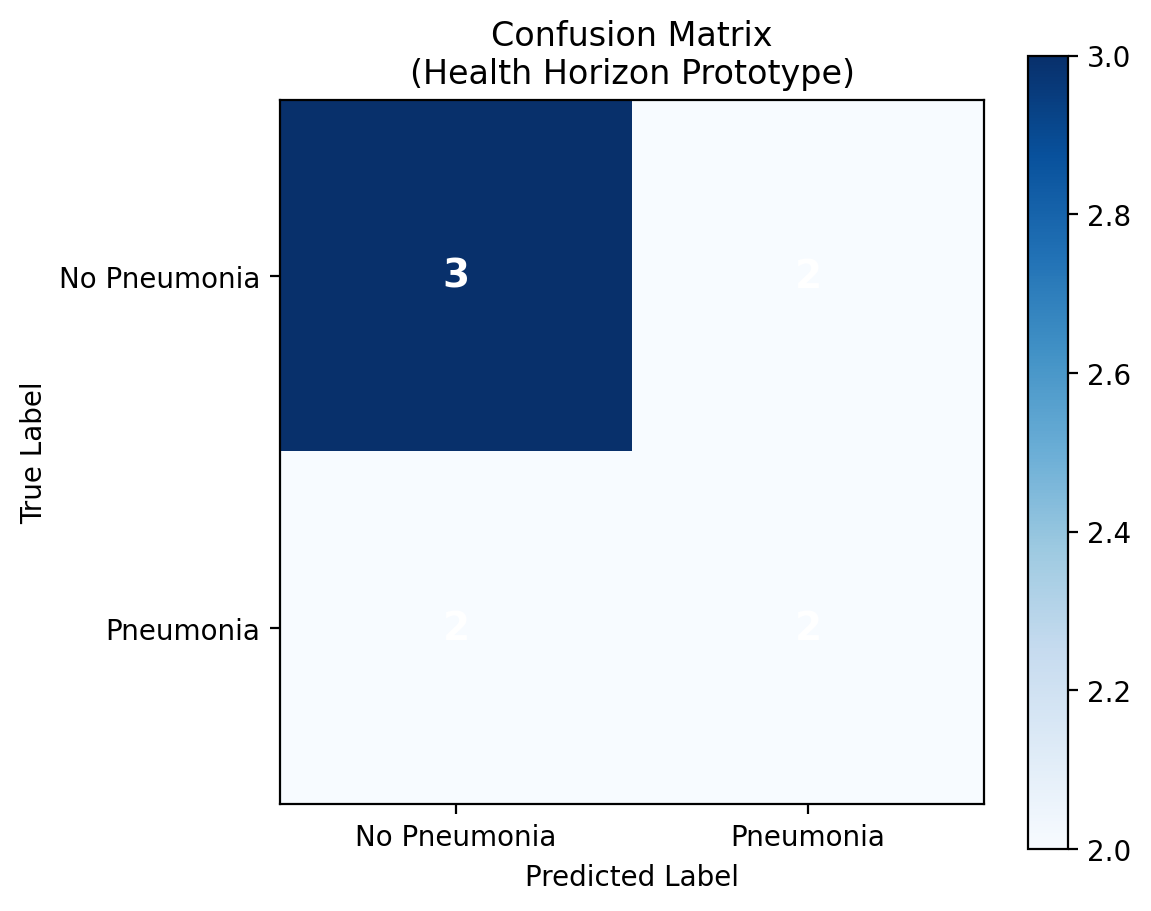 Confusion Matrix
(Health Horizon Prototype)
3.0
2.8
2.6
2.4
2.2
2.0
True Label
No Pneumonia
3
2
Pneumonia
2
2
No Pneumonia
Pneumonia
Predicted Label